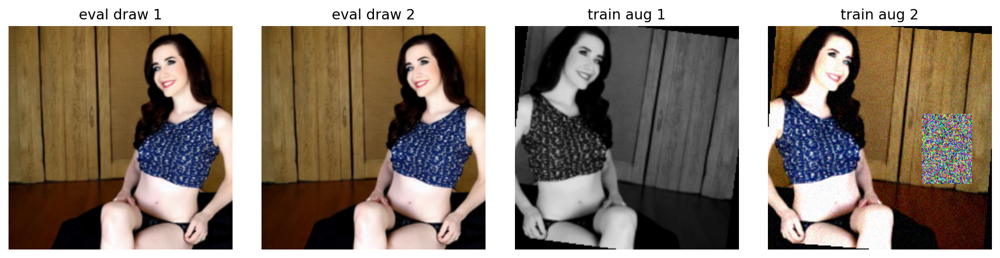 eval draw 1
eval draw 2
train aug 1
train aug 2